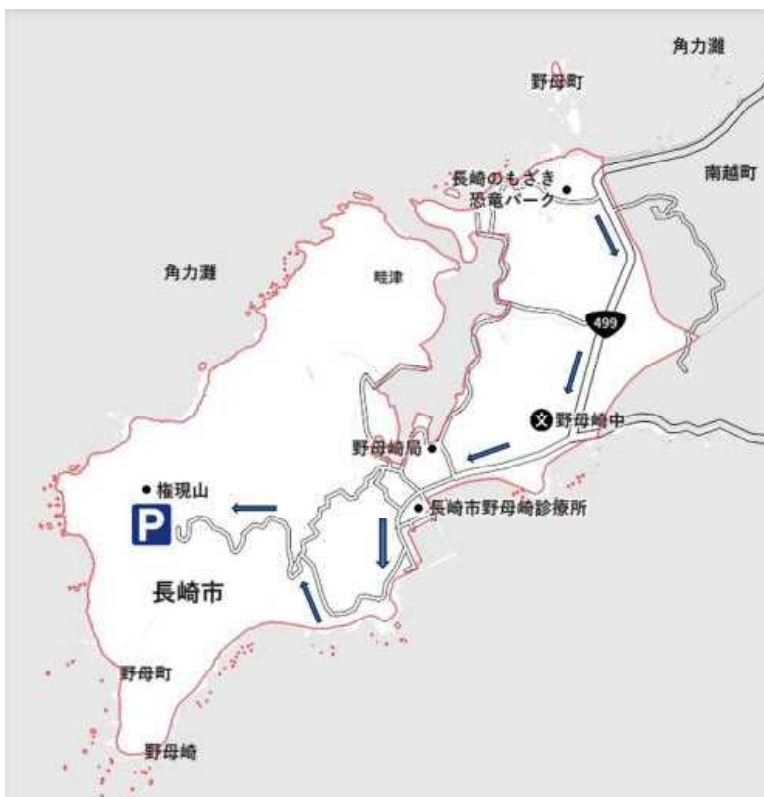 角力灘
野母町
南越町
長崎のもざき
恐竜パーク
角力灘
畦津
499
野母崎中
野母崎局
権現山
P
長崎市野母崎診療所
長崎市
野母町
野母崎